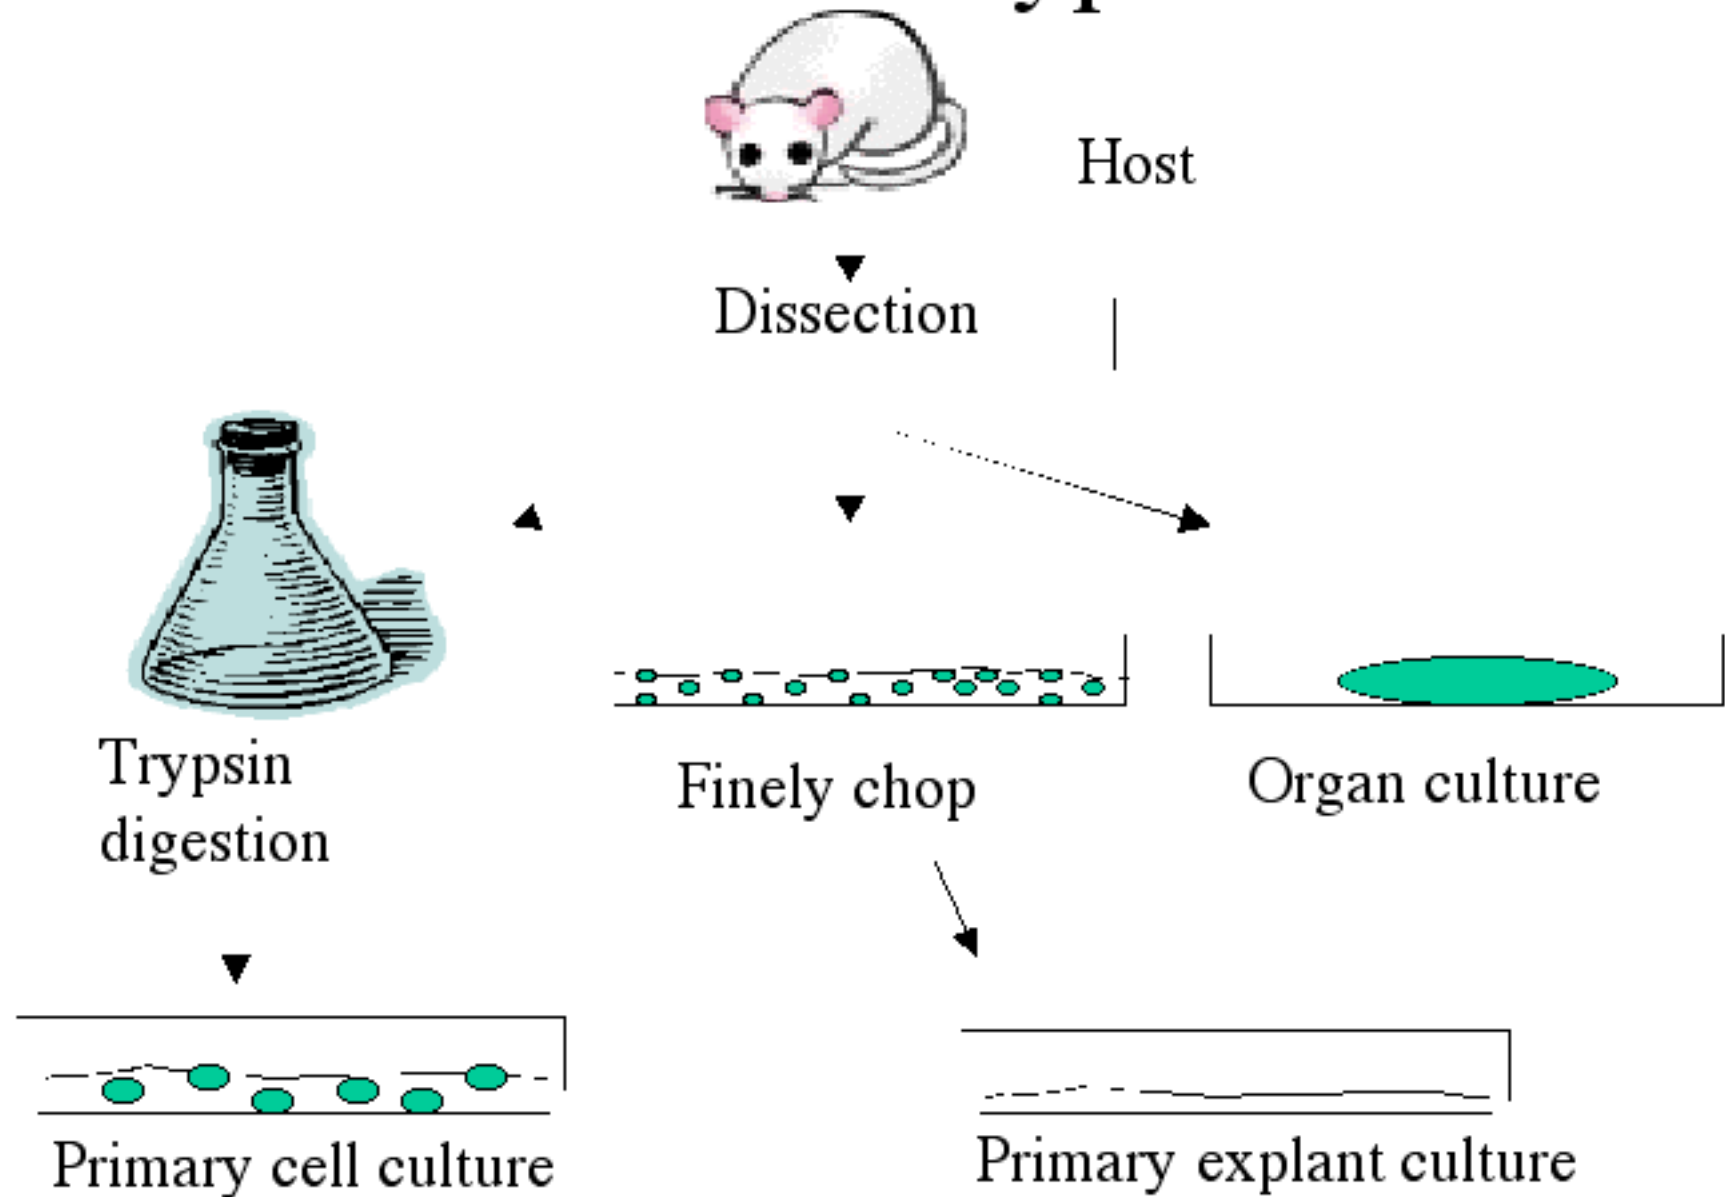 Host
Dissection
Trypsin
digestion
Finely chop
Organ culture
Primary cell culture
Primary explant culture